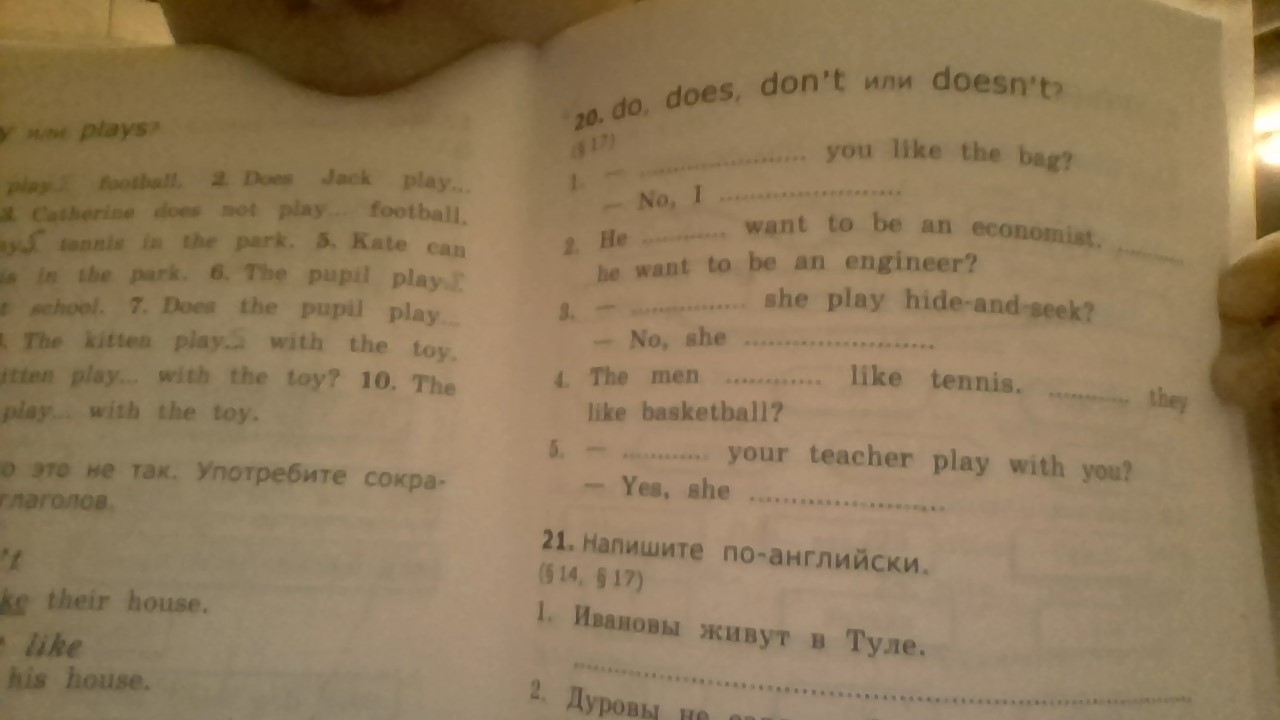 или plays?
play... football. 2. Does Jack play...
3. Catherine does not play... football.
tennis in the park. 5. Kate can
in the park. 6. The pupil play
school. 7. Does the pupil play...
The kitten play... with the toy.
play... with the toy? 10. The
play... with the toy.
это не так. Употребите сокра-
глаголов.
't
their house.
like
his house.
20. do, does, don't или doesn't?
(§ 17)
1. — .................... you like the bag?
— No, I ......................
2. He ........... want to be an economist. .........
he want to be an engineer?
3. — .............. she play hide-and-seek?
— No, she .......................
4. The men ............ like tennis. .......... they
like basketball?
5. — ........... your teacher play with you?
— Yes, she .......................
21. Напишите по-английски.
(§ 14, § 17)
1. Ивановы живут в Туле.
2. Дуровы не